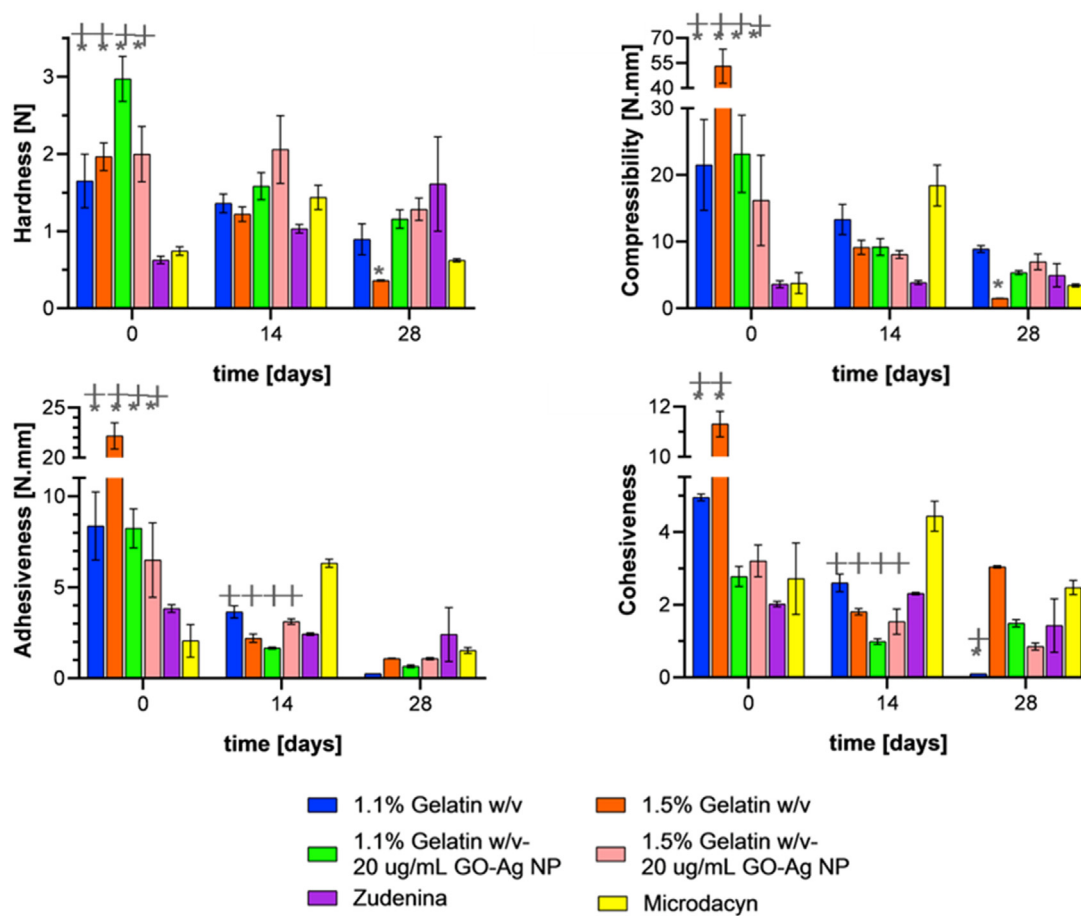 Hardness [N]
3
2
1
0
0
14
28
time [days]
Compressibility [N.mm]
70
55
40
30
20
10
0
0
14
28
time [days]
Adhesiveness [N.mm]
25
20
10
5
0
0
14
28
time [days]
Cohesiveness
12
10
4
2
0
0
14
28
time [days]
1.1% Gelatin w/v
1.5% Gelatin w/v
1.1% Gelatin w/v-
20 ug/mL GO-Ag NP
1.5% Gelatin w/v-
20 ug/mL GO-Ag NP
Zudenina
Microdacyn